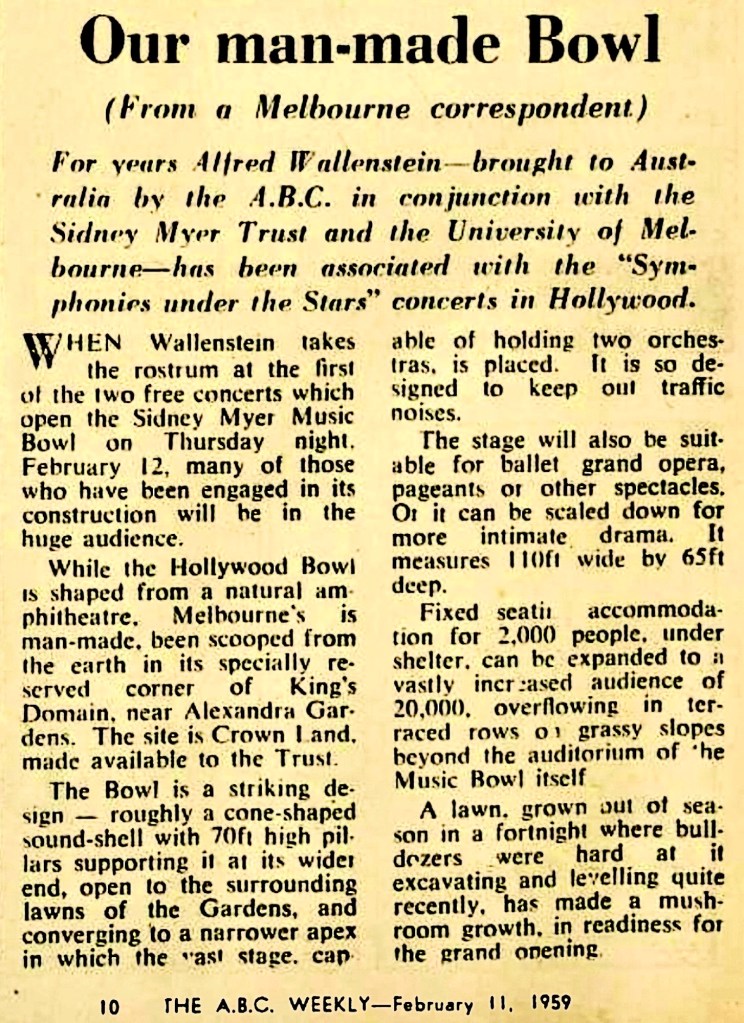 Our man-made Bowl
(From a Melbourne correspondent)
For years Alfred Wallenstein—brought to Aust-
ralia by the A.B.C. in conjunction with the
Sidney Myer Trust and the University of Mel-
bourne—has been associated with the "Sym-
phonies under the Stars" concerts in Hollywood.
WHEN Wallenstein takes
the rostrum at the first
of the two free concerts which
open the Sidney Myer Music
Bowl on Thursday night,
February 12, many of those
who have been engaged in its
construction will be in the
huge audience.
While the Hollywood Bowl
is shaped from a natural am-
phitheatre, Melbourne's is
man-made, been scooped from
the earth in its specially re-
served corner of King's
Domain, near Alexandra Gar-
dens. The site is Crown Land,
made available to the Trust.
The Bowl is a striking de-
sign — roughly a cone-shaped
sound-shell with 70ft high pil-
lars supporting it at its wider
end, open to the surrounding
lawns of the Gardens, and
converging to a narrower apex
in which the vast stage, cap-
able of holding two orches-
tras, is placed. It is so de-
signed to keep out traffic
noises.
The stage will also be suit-
able for ballet grand opera,
pageants or other spectacles.
Or it can be scaled down for
more intimate drama. It
measures 110ft wide by 65ft
deep.
Fixed seatin accommoda-
tion for 2,000 people, under
shelter, can be expanded to a
vastly increased audience of
20,000, overflowing in ter-
raced rows on grassy slopes
beyond the auditorium of the
Music Bowl itself
A lawn, grown out of sea-
son in a fortnight where bull-
dozers were hard at it
excavating and levelling quite
recently, has made a mush-
room growth, in readiness for
the grand opening.
10 THE A.B.C. WEEKLY—February 11, 1959